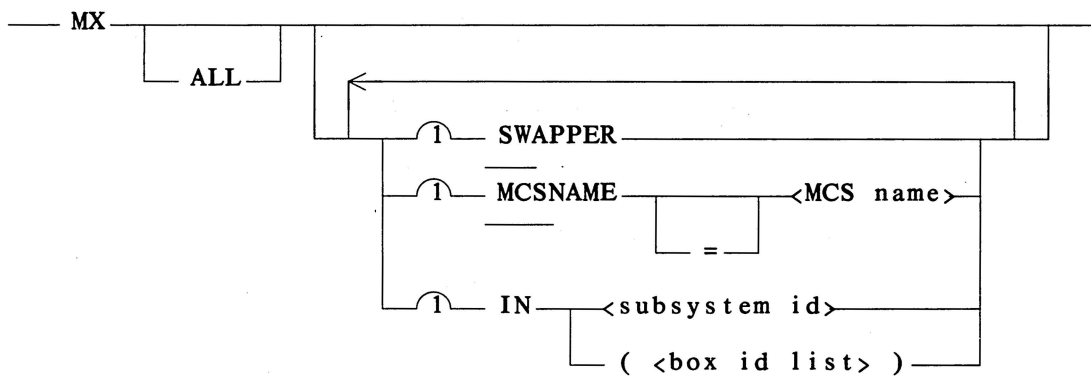 MX
ALL
1 SWAPPER
1 MCSNAME <MCS name>
=
1 IN <subsystem id>
( <box id list> )